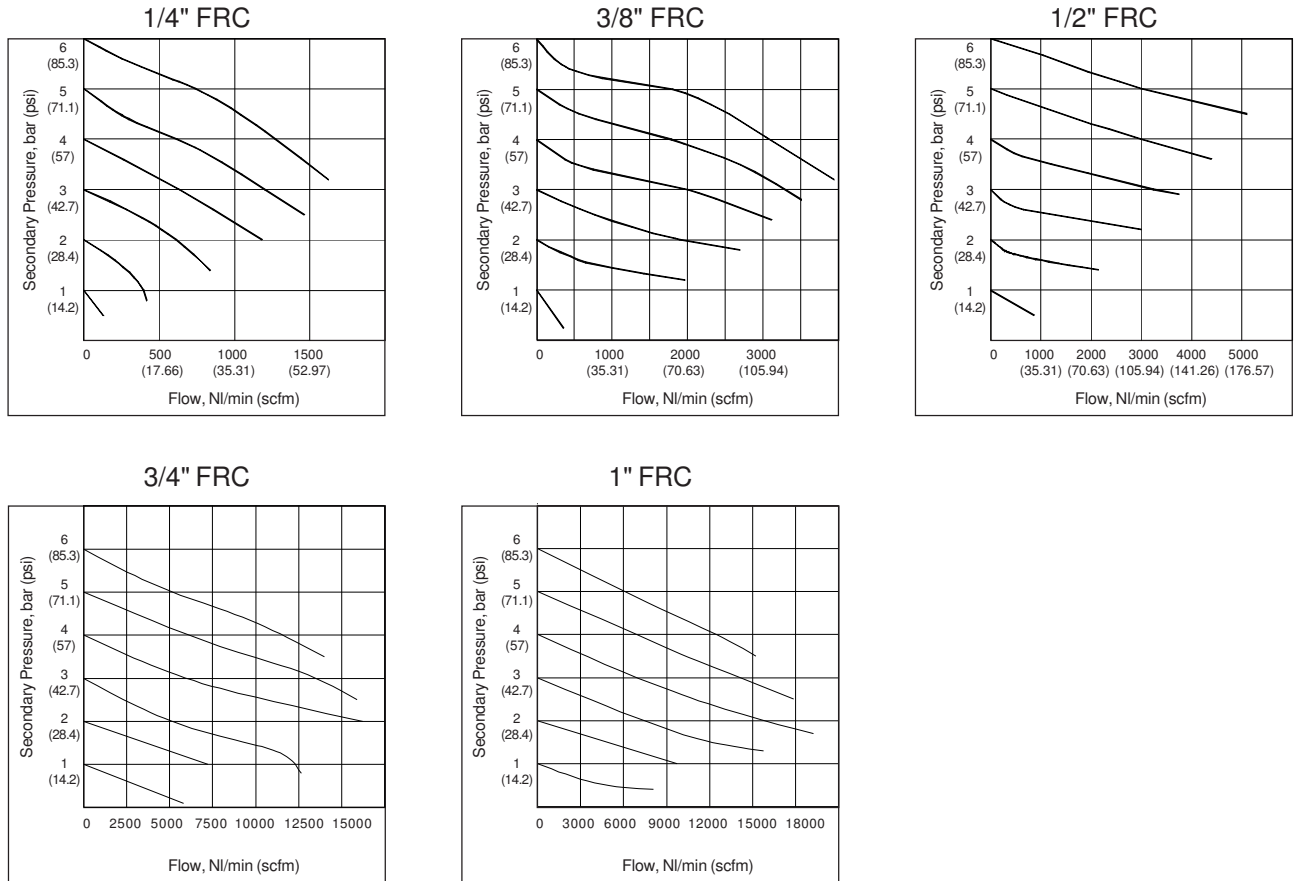 1/4" FRC
Secondary Pressure, bar (psi)
6
(85.3)
5
(71.1)
4
(57)
3
(42.7)
2
(28.4)
1
(14.2)
0 500 1000 1500
(17.66) (35.31) (52.97)
Flow, Nl/min (scfm)
3/8" FRC
Secondary Pressure, bar (psi)
6
(85.3)
5
(71.1)
4
(57)
3
(42.7)
2
(28.4)
1
(14.2)
0 1000 2000 3000
(35.31) (70.63) (105.94)
Flow, Nl/min (scfm)
1/2" FRC
Secondary Pressure, bar (psi)
6
(85.3)
5
(71.1)
4
(57)
3
(42.7)
2
(28.4)
1
(14.2)
0 1000 2000 3000 4000 5000
(35.31) (70.63) (105.94) (141.26) (176.57)
Flow, Nl/min (scfm)
3/4" FRC
Secondary Pressure, bar (psi)
6
(85.3)
5
(71.1)
4
(57)
3
(42.7)
2
(28.4)
1
(14.2)
0 2500 5000 7500 10000 12500 15000
Flow, Nl/min (scfm)
1" FRC
Secondary Pressure, bar (psi)
6
(85.3)
5
(71.1)
4
(57)
3
(42.7)
2
(28.4)
1
(14.2)
0 3000 6000 9000 12000 15000 18000
Flow, Nl/min (scfm)